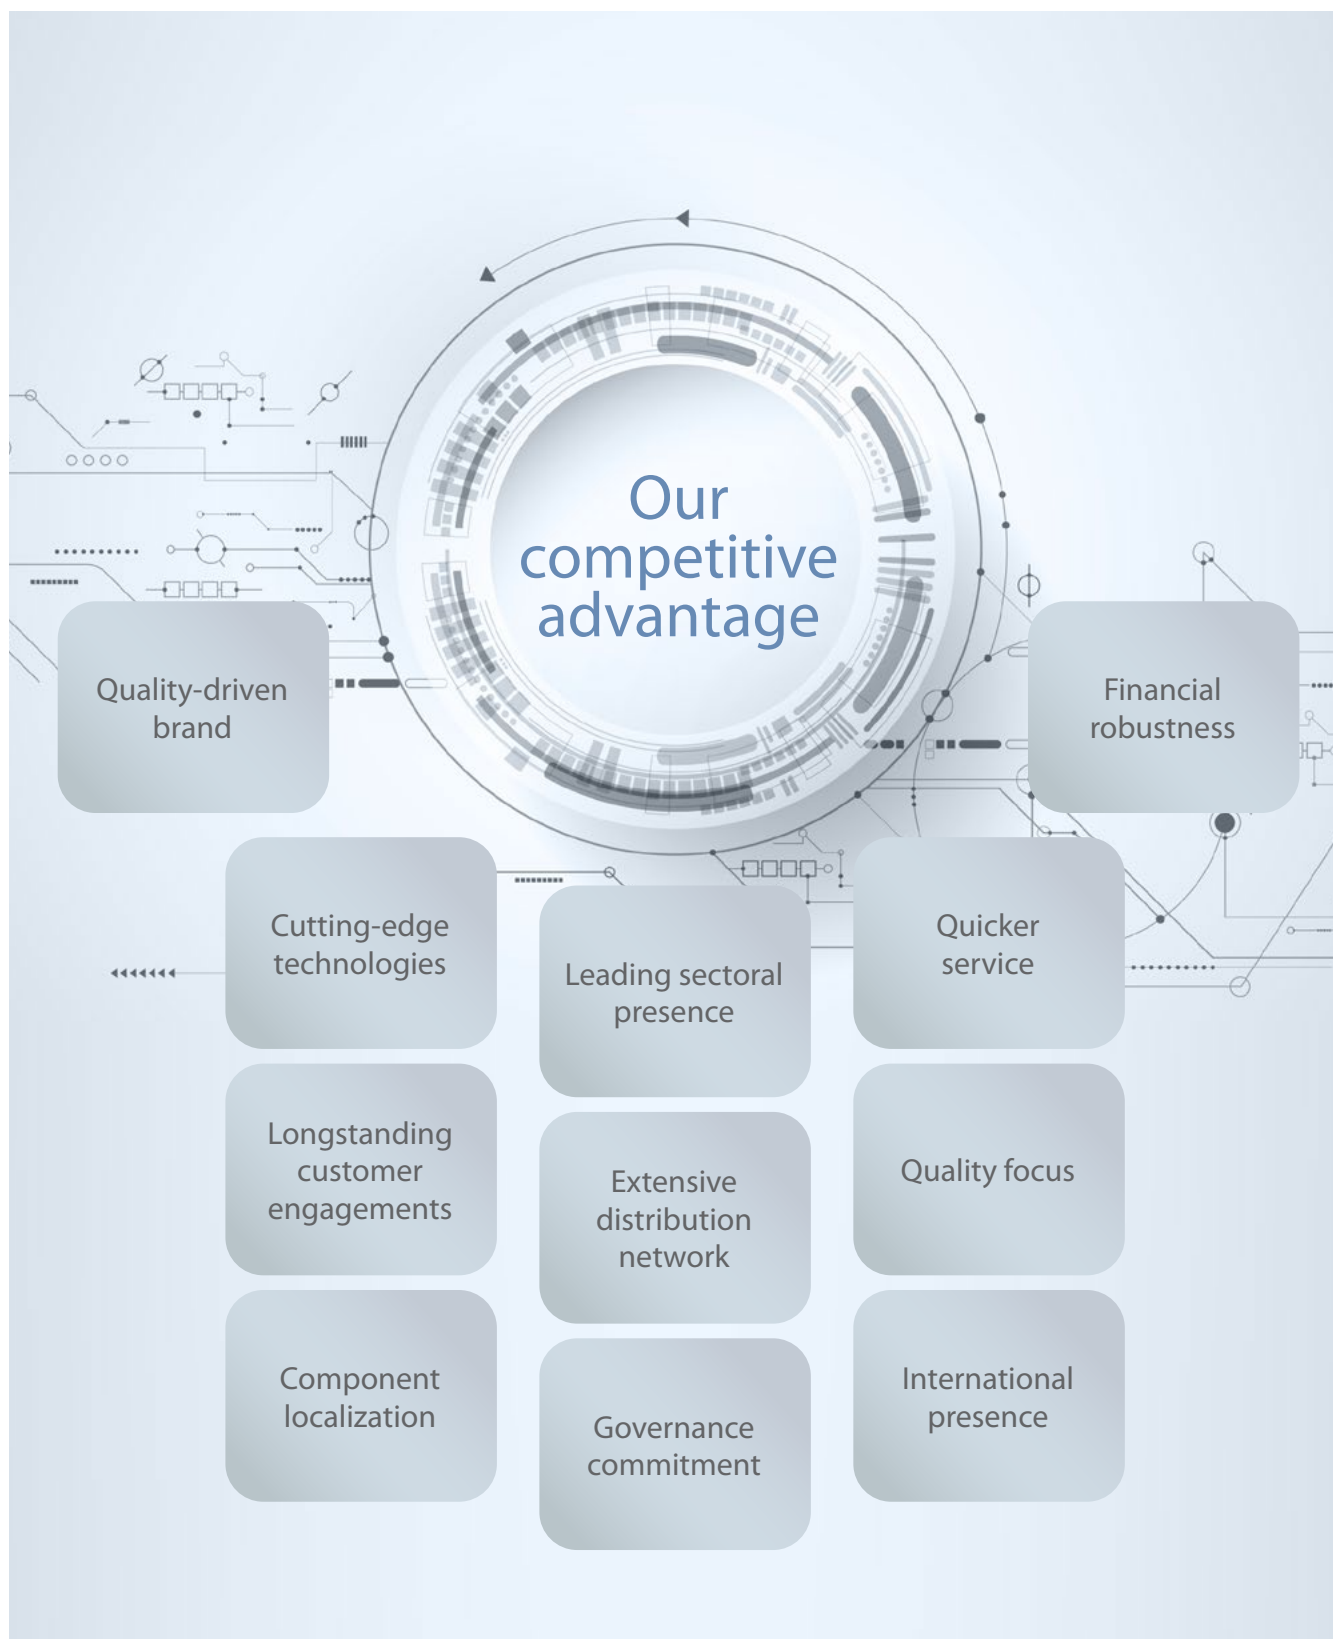 Our
competitive
advantage
Quality-driven
brand
Financial
robustness
Cutting-edge
technologies
Leading sectoral
presence
Quicker
service
Longstanding
customer
engagements
Extensive
distribution
network
Quality focus
Component
localization
Governance
commitment
International
presence